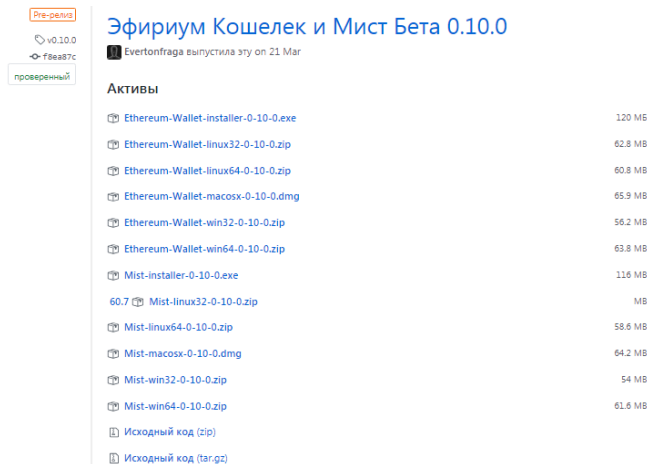 Pre-релиз
v0.10.0
f8ea87c
проверенный
Эфириум Кошелек и Мист Бета 0.10.0
Evertonfraga выпустила эту on 21 Mar
Активы
Ethereum-Wallet-installer-0-10-0.exe 120 МБ
Ethereum-Wallet-linux32-0-10-0.zip 62.8 MB
Ethereum-Wallet-linux64-0-10-0.zip 60.8 MB
Ethereum-Wallet-macosx-0-10-0.dmg 65.9 MB
Ethereum-Wallet-win32-0-10-0.zip 56.2 MB
Ethereum-Wallet-win64-0-10-0.zip 63.8 MB
Mist-installer-0-10-0.exe 116 MB
60.7 Mist-linux32-0-10-0.zip MB
Mist-linux64-0-10-0.zip 58.6 MB
Mist-macosx-0-10-0.dmg 64.2 MB
Mist-win32-0-10-0.zip 54 MB
Mist-win64-0-10-0.zip 61.6 MB
Исходный код (zip)
Исходный код (tar.gz)